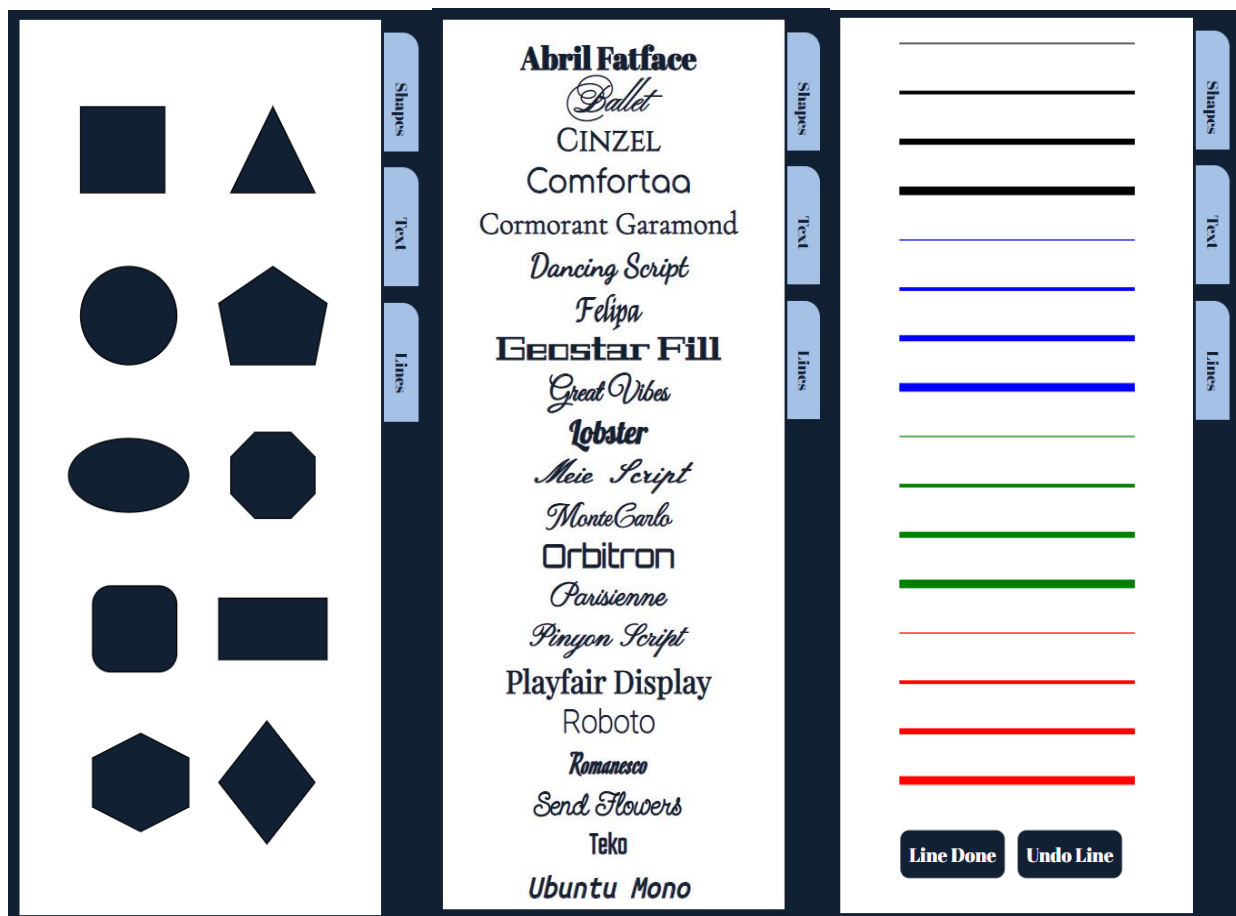 Shapes
Text
Lines
Abril Fatface
Ballet
CINZEL
Comfortaa
Cormorant Garamond
Dancing Script
Felipa
Geostar Fill
Great Vibes
Lobster
Meie Script
MonteCarlo
Orbitron
Parisienne
Pinyon Script
Playfair Display
Roboto
Romanesco
Send Flowers
Teko
Ubuntu Mono
Shapes
Text
Lines
Line Done
Undo Line
Shapes
Text
Lines